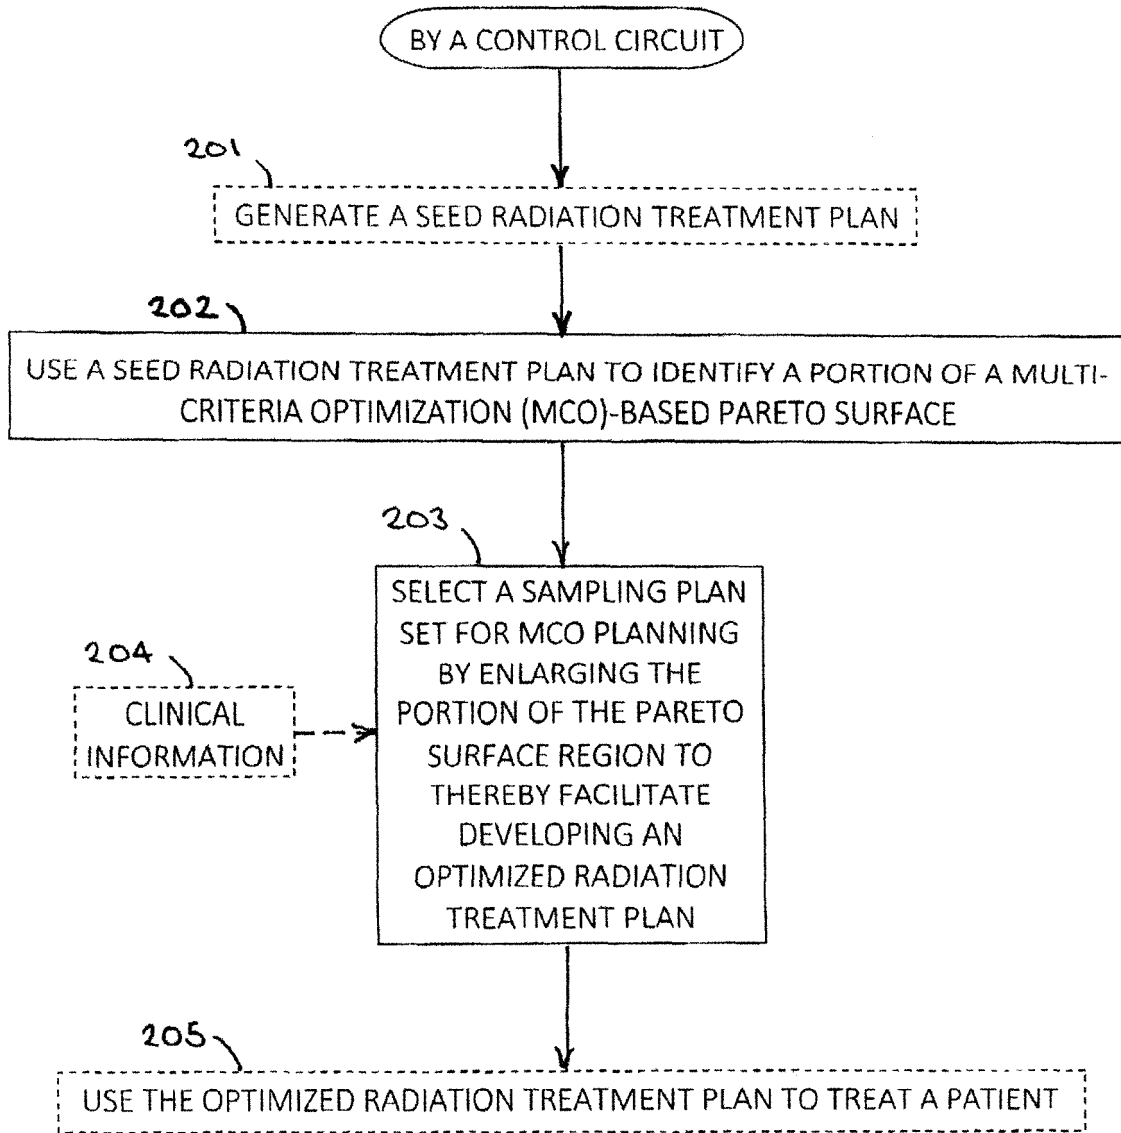 BY A CONTROL CIRCUIT
201
GENERATE A SEED RADIATION TREATMENT PLAN
202
USE A SEED RADIATION TREATMENT PLAN TO IDENTIFY A PORTION OF A MULTI-
CRITERIA OPTIMIZATION (MCO)-BASED PARETO SURFACE
203
SELECT A SAMPLING PLAN
SET FOR MCO PLANNING
BY ENLARGING THE
PORTION OF THE PARETO
SURFACE REGION TO
THEREBY FACILITATE
DEVELOPING AN
OPTIMIZED RADIATION
TREATMENT PLAN
204
CLINICAL
INFORMATION
205
USE THE OPTIMIZED RADIATION TREATMENT PLAN TO TREAT A PATIENT